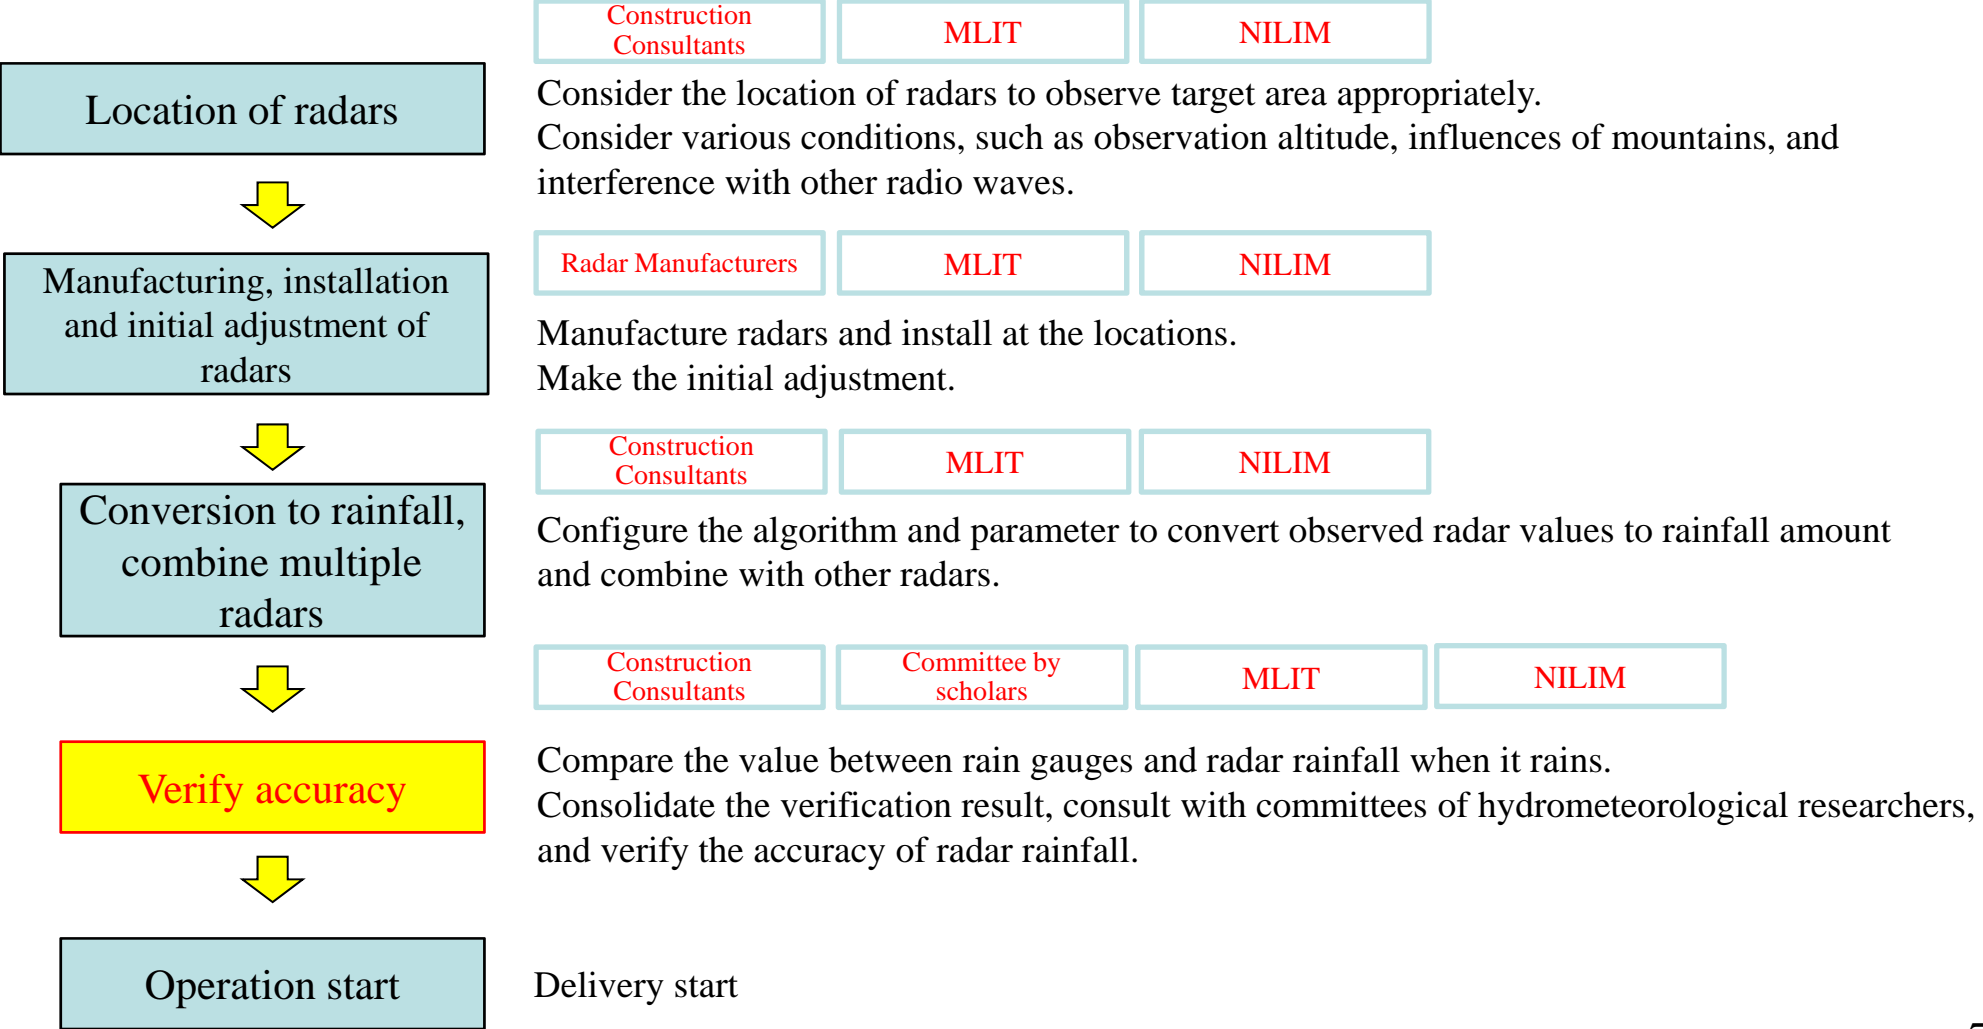 Construction
Consultants
MLIT
NILIM
Location of radars
Consider the location of radars to observe target area appropriately.
Consider various conditions, such as observation altitude, influences of mountains, and
interference with other radio waves.
Radar Manufacturers
MLIT
NILIM
Manufacturing, installation
and initial adjustment of
radars
Manufacture radars and install at the locations.
Make the initial adjustment.
Construction
Consultants
MLIT
NILIM
Conversion to rainfall,
combine multiple
radars
Configure the algorithm and parameter to convert observed radar values to rainfall amount
and combine with other radars.
Construction
Consultants
Committee by
scholars
MLIT
NILIM
Verify accuracy
Compare the value between rain gauges and radar rainfall when it rains.
Consolidate the verification result, consult with committees of hydrometeorological researchers,
and verify the accuracy of radar rainfall.
Operation start
Delivery start